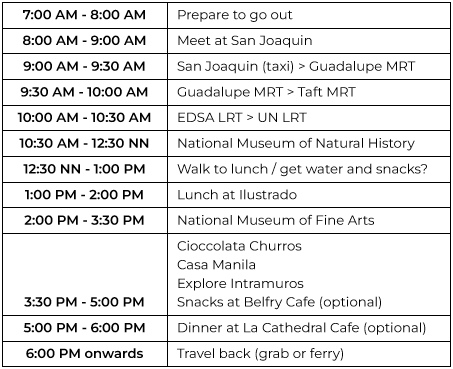 7:00 AM - 8:00 AM Prepare to go out
8:00 AM - 9:00 AM Meet at San Joaquin
9:00 AM - 9:30 AM San Joaquin (taxi) > Guadalupe MRT
9:30 AM - 10:00 AM Guadalupe MRT > Taft MRT
10:00 AM - 10:30 AM EDSA LRT > UN LRT
10:30 AM - 12:30 NN National Museum of Natural History
12:30 NN - 1:00 PM Walk to lunch / get water and snacks?
1:00 PM - 2:00 PM Lunch at Ilustrado
2:00 PM - 3:30 PM National Museum of Fine Arts
Cioccolata Churros
Casa Manila
Explore Intramuros
3:30 PM - 5:00 PM Snacks at Belfry Cafe (optional)
5:00 PM - 6:00 PM Dinner at La Cathedral Cafe (optional)
6:00 PM onwards Travel back (grab or ferry)